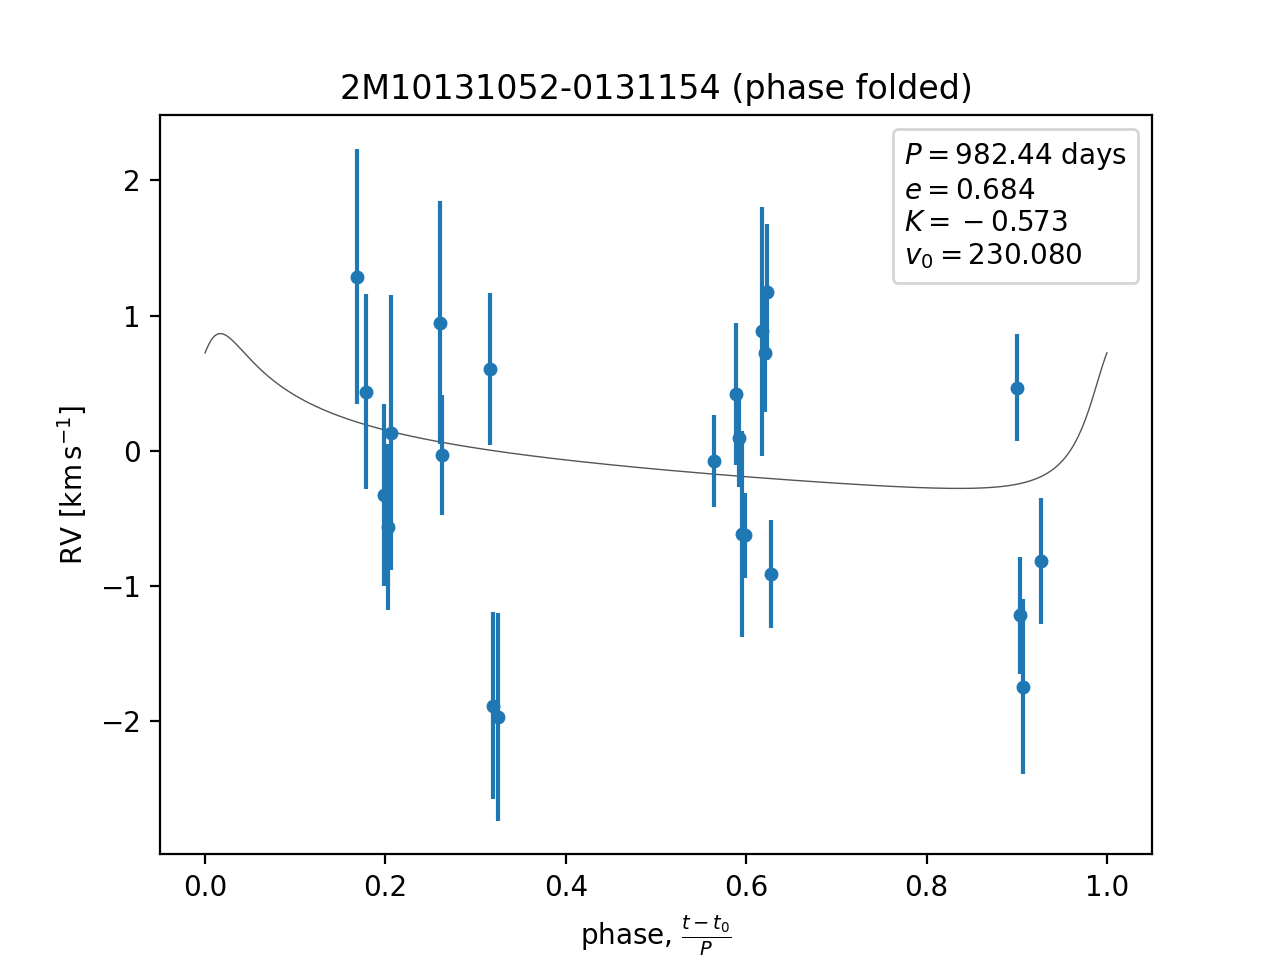 2M10131052-0131154 (phase folded)
P = 982.44 days
e = 0.684
K = −0.573
v₀ = 230.080
RV [km s⁻¹]
2
1
0
−1
−2
0.0 0.2 0.4 0.6 0.8 1.0
phase, (t − t₀)/P